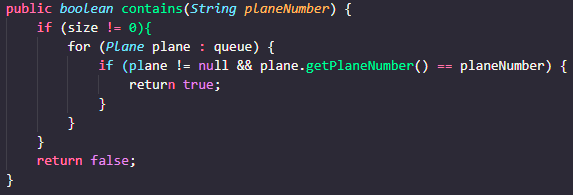 public boolean contains(String planeNumber) {
    if (size != 0){
        for (Plane plane : queue) {
            if (plane != null && plane.getPlaneNumber() == planeNumber) {
                return true;
            }
        }
    }
    return false;
}